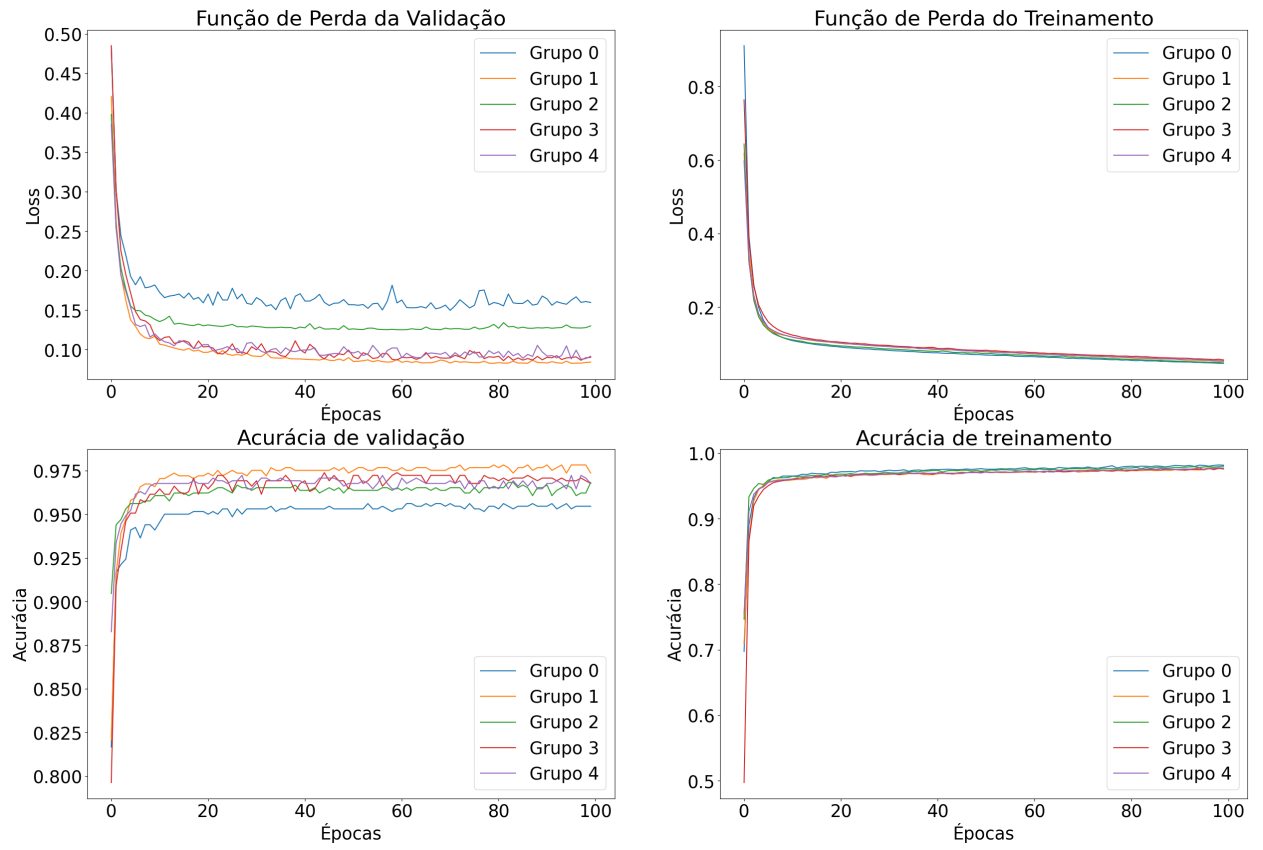 Função de Perda da Validação
0.50
0.45
0.40
0.35
0.30
0.25
0.20
0.15
0.10
Loss
0 20 40 60 80 100
Épocas
Grupo 0
Grupo 1
Grupo 2
Grupo 3
Grupo 4
Função de Perda do Treinamento
0.8
0.6
0.4
0.2
Loss
0 20 40 60 80 100
Épocas
Grupo 0
Grupo 1
Grupo 2
Grupo 3
Grupo 4
Acurácia de validação
0.975
0.950
0.925
0.900
0.875
0.850
0.825
0.800
Acurácia
0 20 40 60 80 100
Épocas
Grupo 0
Grupo 1
Grupo 2
Grupo 3
Grupo 4
Acurácia de treinamento
1.0
0.9
0.8
0.7
0.6
0.5
Acurácia
0 20 40 60 80 100
Épocas
Grupo 0
Grupo 1
Grupo 2
Grupo 3
Grupo 4